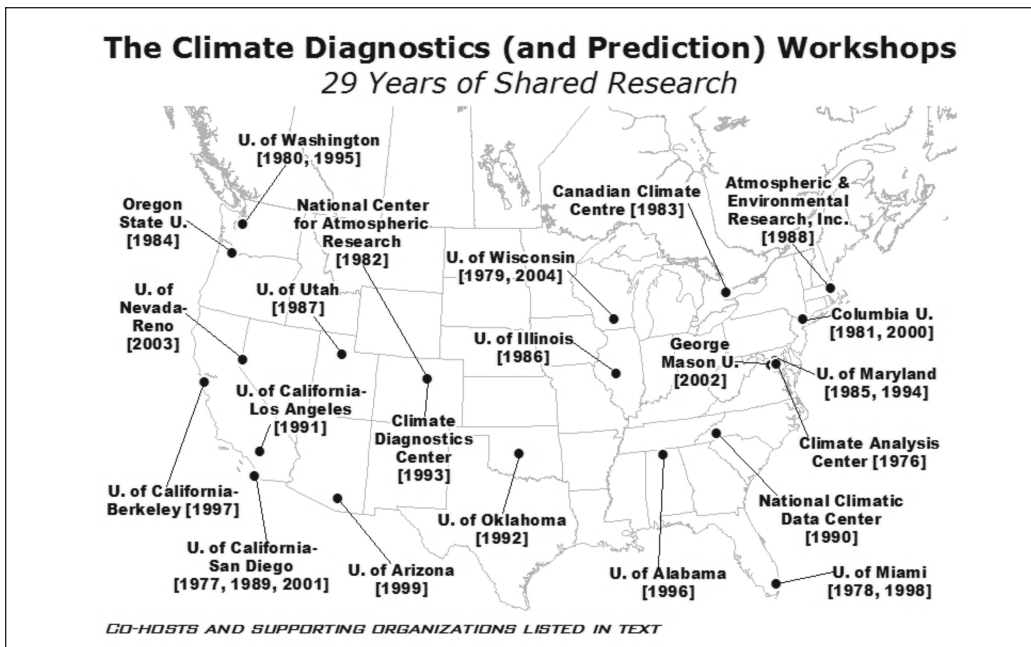 The Climate Diagnostics (and Prediction) Workshops
29 Years of Shared Research
U. of Washington
[1980, 1995]
Oregon
State U.
[1984]
National Center
for Atmospheric
Research
[1982]
Canadian Climate
Centre [1983]
Atmospheric &
Environmental
Research, Inc.
[1988]
U. of Wisconsin
[1979, 2004]
U. of
Nevada-
Reno
[2003]
U. of Utah
[1987]
U. of Illinois
[1986]
George
Mason U.
[2002]
Columbia U.
[1981, 2000]
U. of Maryland
[1985, 1994]
U. of California-
Los Angeles
[1991]
Climate
Diagnostics
Center
[1993]
Climate Analysis
Center [1976]
U. of California-
Berkeley [1997]
U. of Oklahoma
[1992]
National Climatic
Data Center
[1990]
U. of California-
San Diego
[1977, 1989, 2001]
U. of Arizona
[1999]
U. of Alabama
[1996]
U. of Miami
[1978, 1998]
CO-HOSTS AND SUPPORTING ORGANIZATIONS LISTED IN TEXT